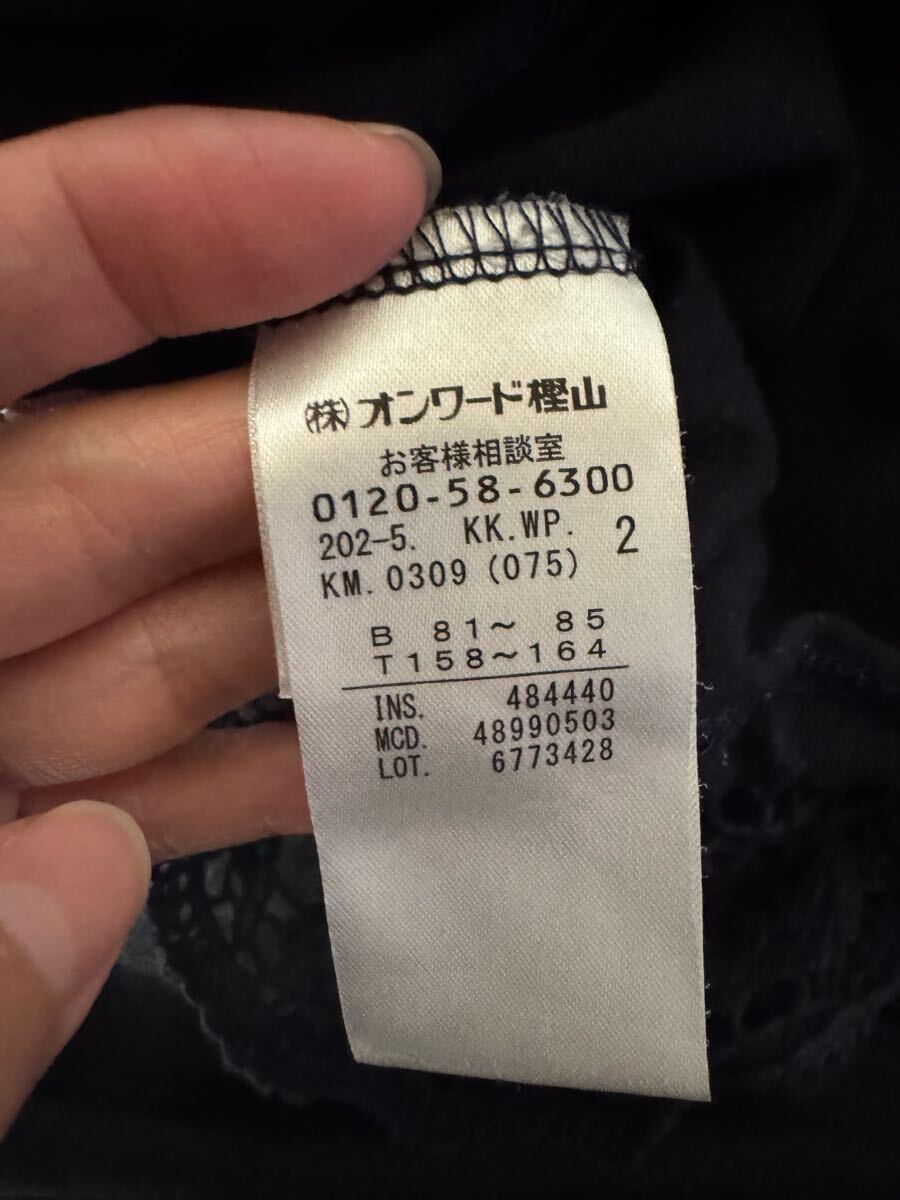 (株)オンワード樫山
お客様相談室
0120-58-6300
202-5. KK.WP. 2
KM. 0309 (075)
B 81～ 85
T158～164
INS. 484440
MCD. 48990503
LOT. 6773428